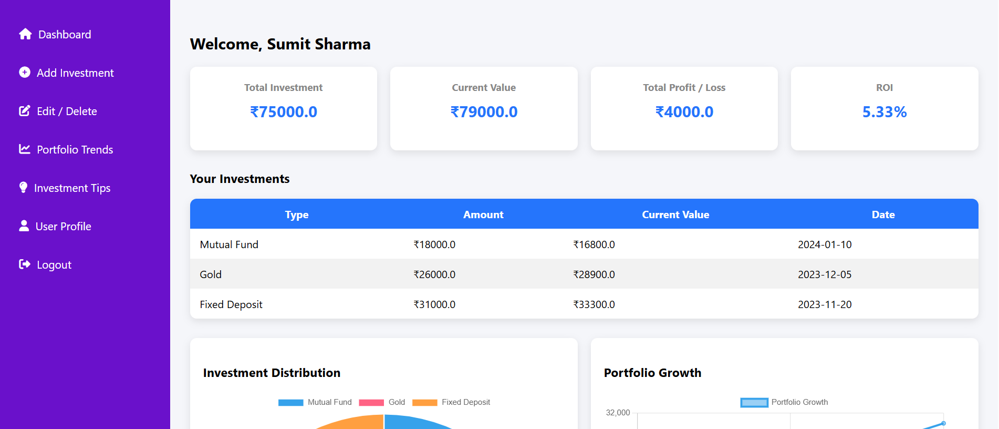 Dashboard
Add Investment
Edit / Delete
Portfolio Trends
Investment Tips
User Profile
Logout
Welcome, Sumit Sharma
Total Investment
₹75000.0
Current Value
₹79000.0
Total Profit / Loss
₹4000.0
ROI
5.33%
Your Investments
Type Amount Current Value Date
Mutual Fund ₹18000.0 ₹16800.0 2024-01-10
Gold ₹26000.0 ₹28900.0 2023-12-05
Fixed Deposit ₹31000.0 ₹33300.0 2023-11-20
Investment Distribution
Mutual Fund Gold Fixed Deposit
Portfolio Growth
Portfolio Growth
32,000